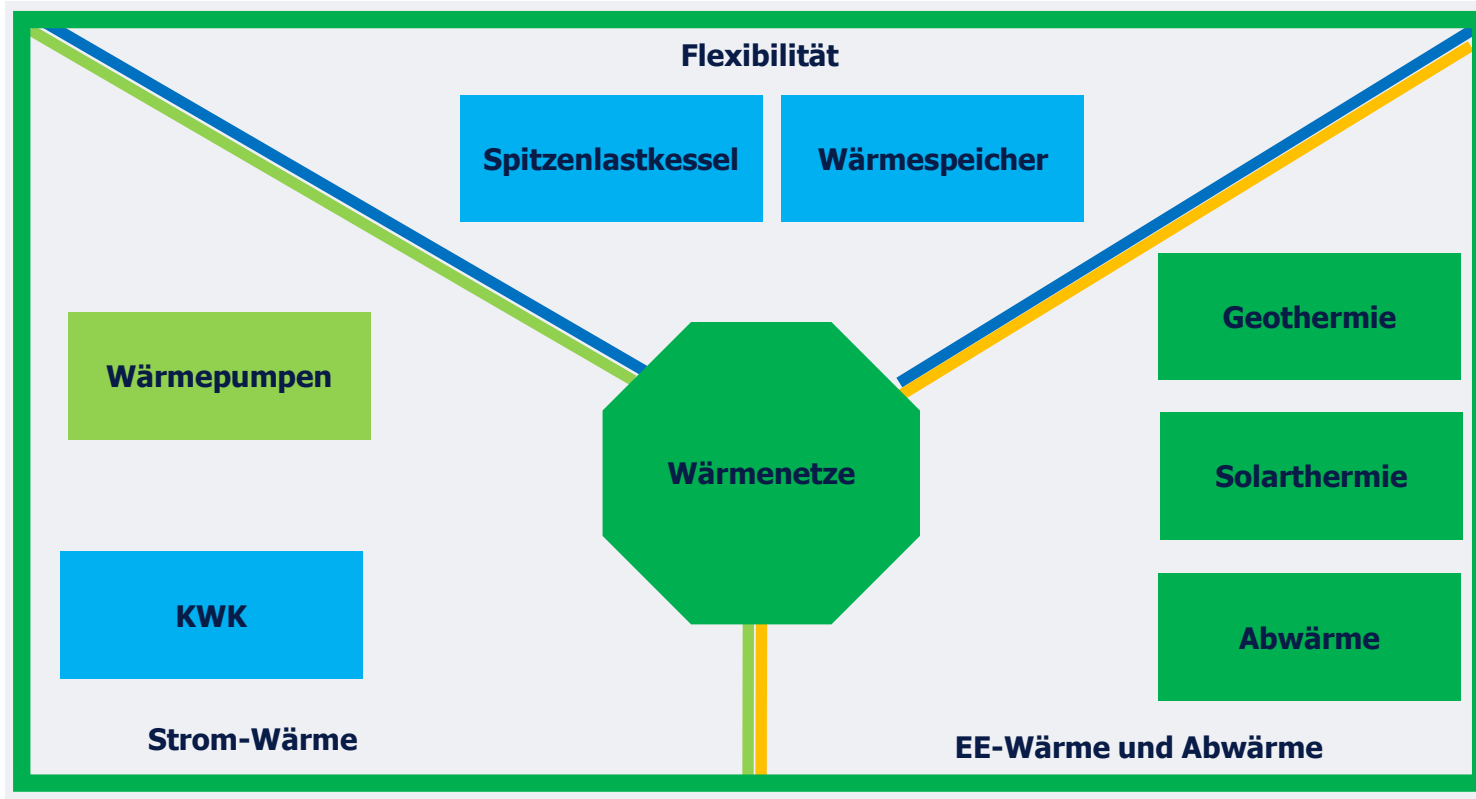 Flexibilität
Spitzenlastkessel
Wärmespeicher
Geothermie
Wärmepumpen
Wärmenetze
Solarthermie
KWK
Abwärme
Strom-Wärme
EE-Wärme und Abwärme